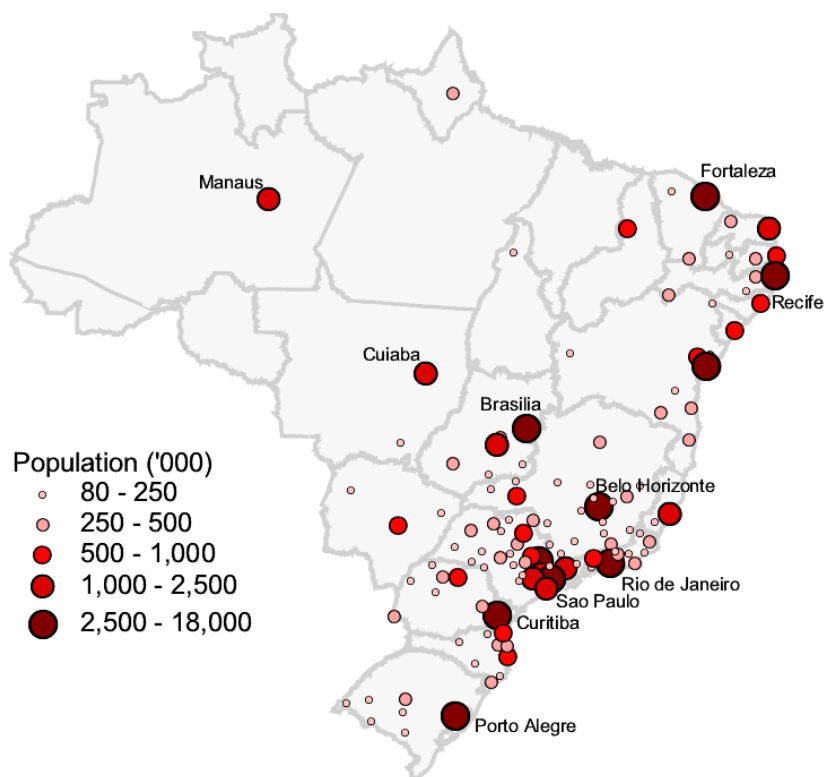 Fortaleza
Manaus
Recife
Cuiaba
Brasilia
Population ('000)
80 - 250
250 - 500
500 - 1,000
1,000 - 2,500
2,500 - 18,000
Belo Horizonte
Rio de Janeiro
Sao Paulo
Curitiba
Porto Alegre